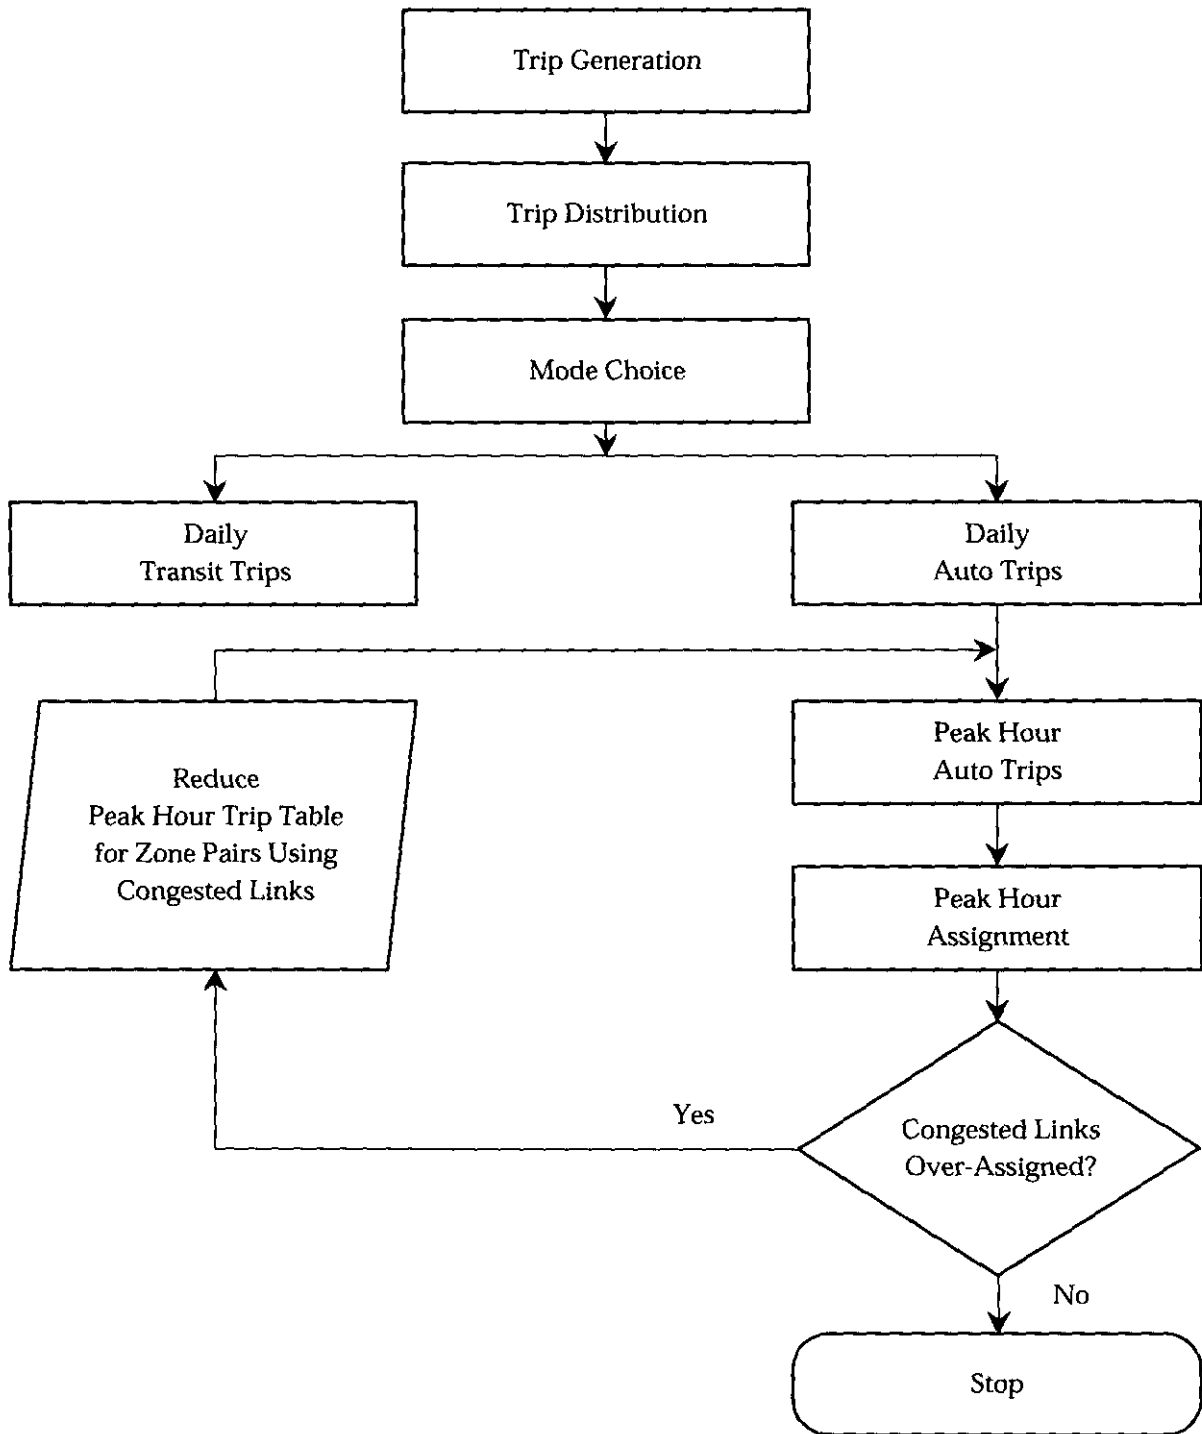 Trip Generation
Trip Distribution
Mode Choice
Daily
Transit Trips
Daily
Auto Trips
Reduce
Peak Hour Trip Table
for Zone Pairs Using
Congested Links
Peak Hour
Auto Trips
Peak Hour
Assignment
Yes
Congested Links
Over-Assigned?
No
Stop